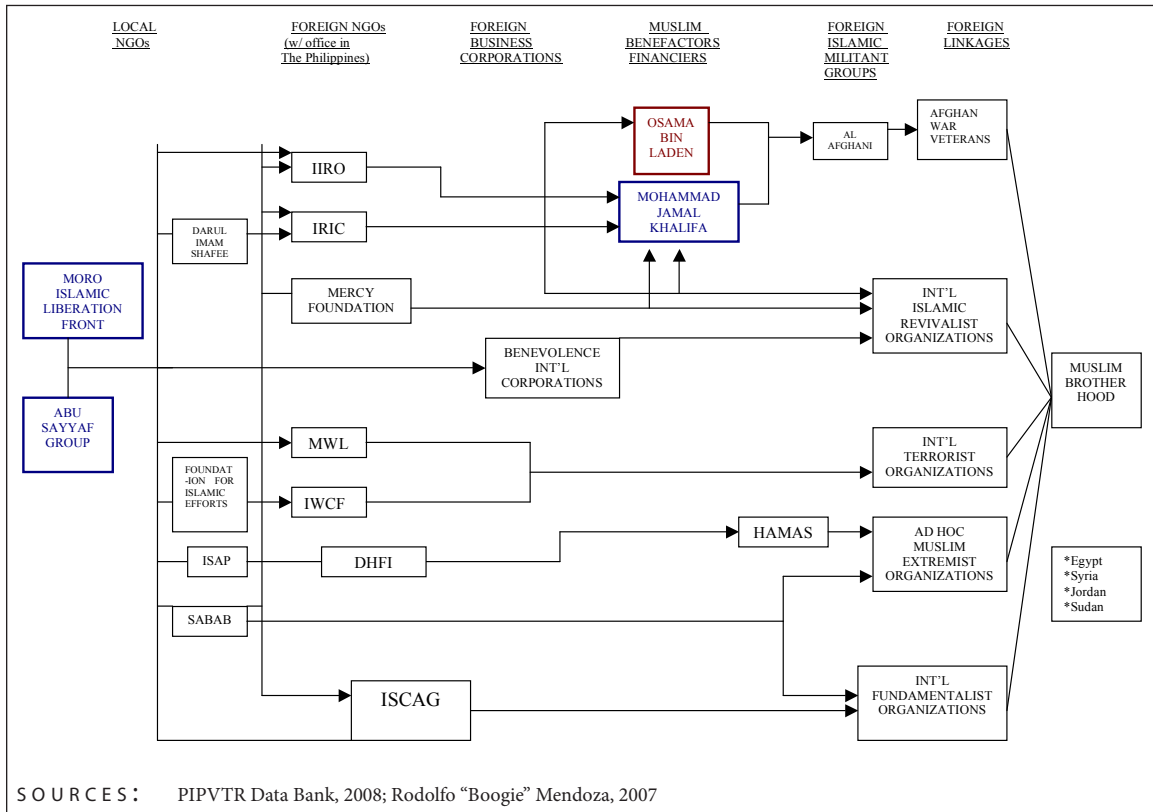 LOCAL
NGOs
FOREIGN NGOs
(w/ office in
The Philippines)
FOREIGN
BUSINESS
CORPORATIONS
MUSLIM
BENEFACTORS
FINANCIERS
FOREIGN
ISLAMIC
MILITANT
GROUPS
FOREIGN
LINKAGES
OSAMA
BIN
LADEN
AL
AFGHANI
AFGHAN
WAR
VETERANS
IIRO
MOHAMMAD
JAMAL
KHALIFA
DARUL
IMAM
SHAFEE
IRIC
MORO
ISLAMIC
LIBERATION
FRONT
MERCY
FOUNDATION
INT'L
ISLAMIC
REVIVALIST
ORGANIZATIONS
BENEVOLENCE
INT'L
CORPORATIONS
MUSLIM
BROTHER
HOOD
ABU
SAYYAF
GROUP
MWL
INT'L
TERRORIST
ORGANIZATIONS
FOUNDAT
-ION FOR
ISLAMIC
EFFORTS
IWCF
HAMAS
AD HOC
MUSLIM
EXTREMIST
ORGANIZATIONS
ISAP
DHFI
*Egypt
*Syria
*Jordan
*Sudan
SABAB
ISCAG
INT'L
FUNDAMENTALIST
ORGANIZATIONS
SOURCES: PIPVTR Data Bank, 2008; Rodolfo “Boogie” Mendoza, 2007